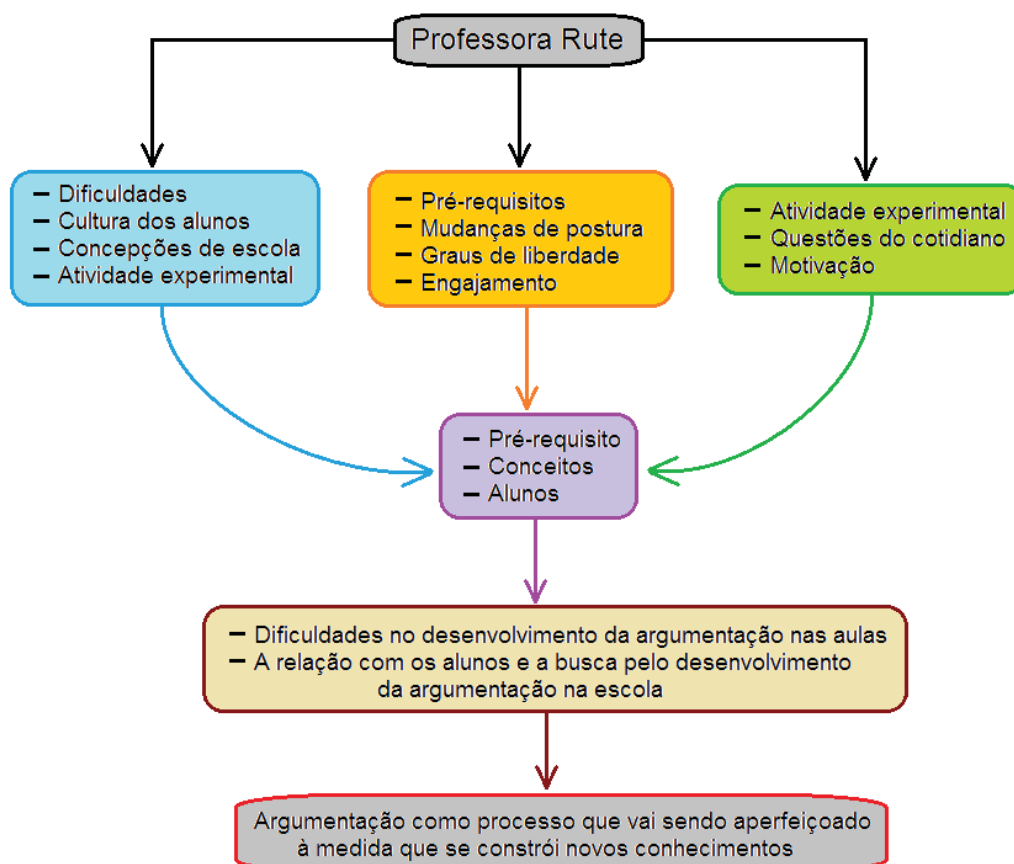 Professora Rute
– Dificuldades
– Cultura dos alunos
– Concepções de escola
– Atividade experimental
– Pré-requisitos
– Mudanças de postura
– Graus de liberdade
– Engajamento
– Atividade experimental
– Questões do cotidiano
– Motivação
– Pré-requisito
– Conceitos
– Alunos
– Dificuldades no desenvolvimento da argumentação nas aulas
– A relação com os alunos e a busca pelo desenvolvimento
da argumentação na escola
Argumentação como processo que vai sendo aperfeiçoado
à medida que se constrói novos conhecimentos